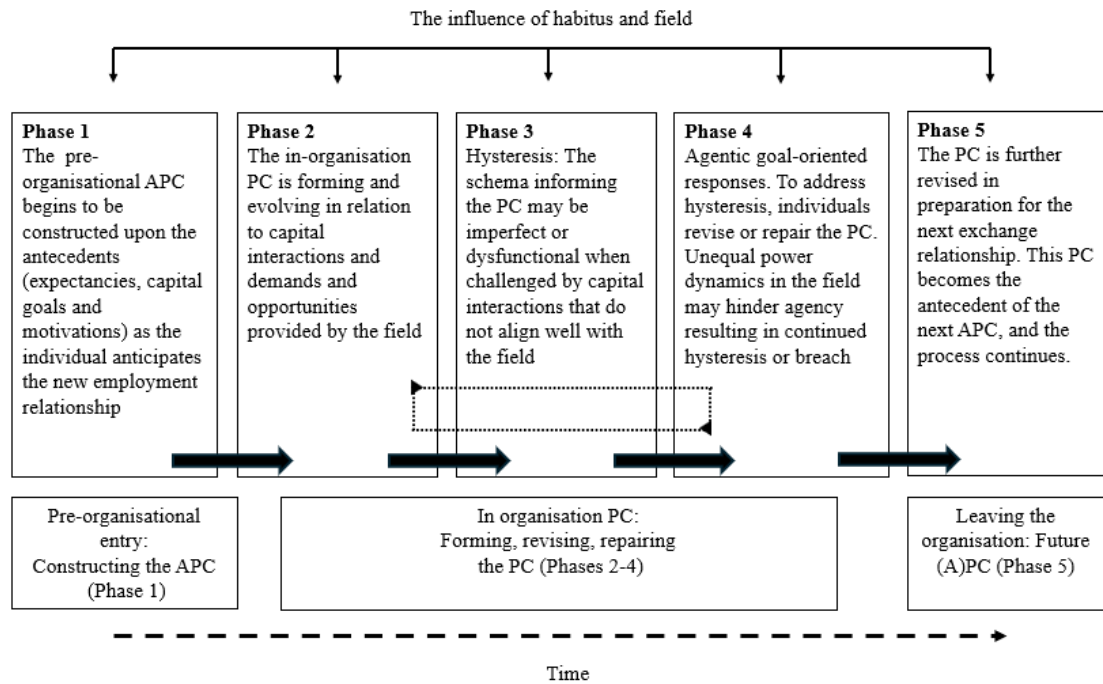 The influence of habitus and field
Phase 1
The pre-
organisational APC
begins to be
constructed upon the
antecedents
(expectancies, capital
goals and
motivations) as the
individual anticipates
the new employment
relationship
Phase 2
The in-organisation
PC is forming and
evolving in relation
to capital
interactions and
demands and
opportunities
provided by the field
Phase 3
Hysteresis: The
schema informing
the PC may be
imperfect or
dysfunctional when
challenged by capital
interactions that do
not align well with
the field
Phase 4
Agentic goal-oriented
responses. To address
hysteresis, individuals
revise or repair the PC.
Unequal power
dynamics in the field
may hinder agency
resulting in continued
hysteresis or breach
Phase 5
The PC is further
revised in
preparation for the
next exchange
relationship. This PC
becomes the
antecedent of the
next APC, and the
process continues.
Pre-organisational
entry:
Constructing the APC
(Phase 1)
In organisation PC:
Forming, revising, repairing
the PC (Phases 2-4)
Leaving the
organisation: Future
(A)PC (Phase 5)
Time